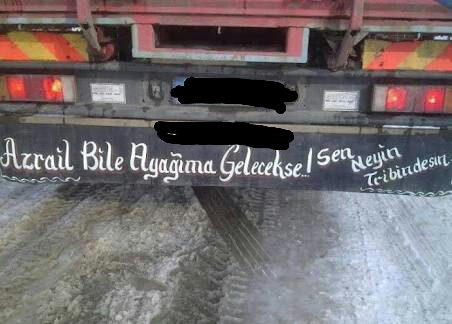 Azrail Bile Ayağıma Gelecekse..! Sen Neyin
Tribindesin